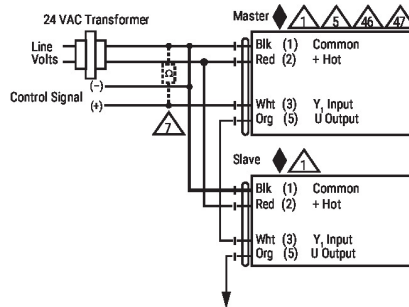 24 VAC Transformer
Master 1 5 46 47
Line
Volts
Blk (1) Common
Red (2) + Hot
Ω
(–)
Control Signal (+)
Wht (3) Y, Input
Org (5) U Output
7
Slave 1
Blk (1) Common
Red (2) + Hot
Wht (3) Y, Input
Org (5) U Output